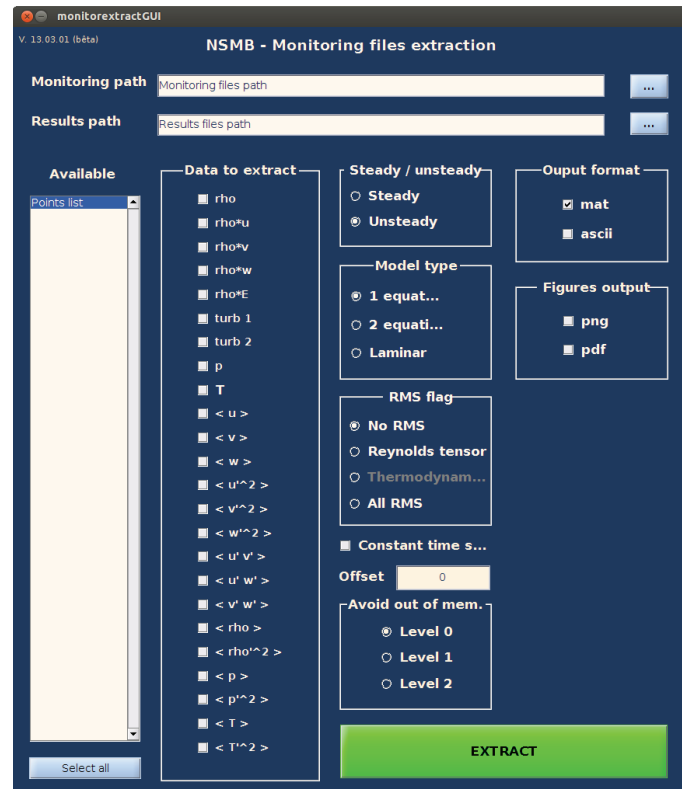 monitorextractGUI
V. 13.03.01 (bêta)
NSMB - Monitoring files extraction
Monitoring path
Monitoring files path
...
Results path
Results files path
...
Available
Points list
Select all
Data to extract
rho
rho*u
rho*v
rho*w
rho*E
turb 1
turb 2
p
T
< u >
< v >
< w >
< u'^2 >
< v'^2 >
< w'^2 >
< u' v' >
< u' w' >
< v' w' >
< rho >
< rho'^2 >
< p >
< p'^2 >
< T >
< T'^2 >
Steady / unsteady
Steady
Unsteady
Model type
1 equat...
2 equati...
Laminar
RMS flag
No RMS
Reynolds tensor
Thermodynam...
All RMS
Constant time s...
Offset
0
Avoid out of mem.
Level 0
Level 1
Level 2
Ouput format
mat
ascii
Figures output
png
pdf
EXTRACT